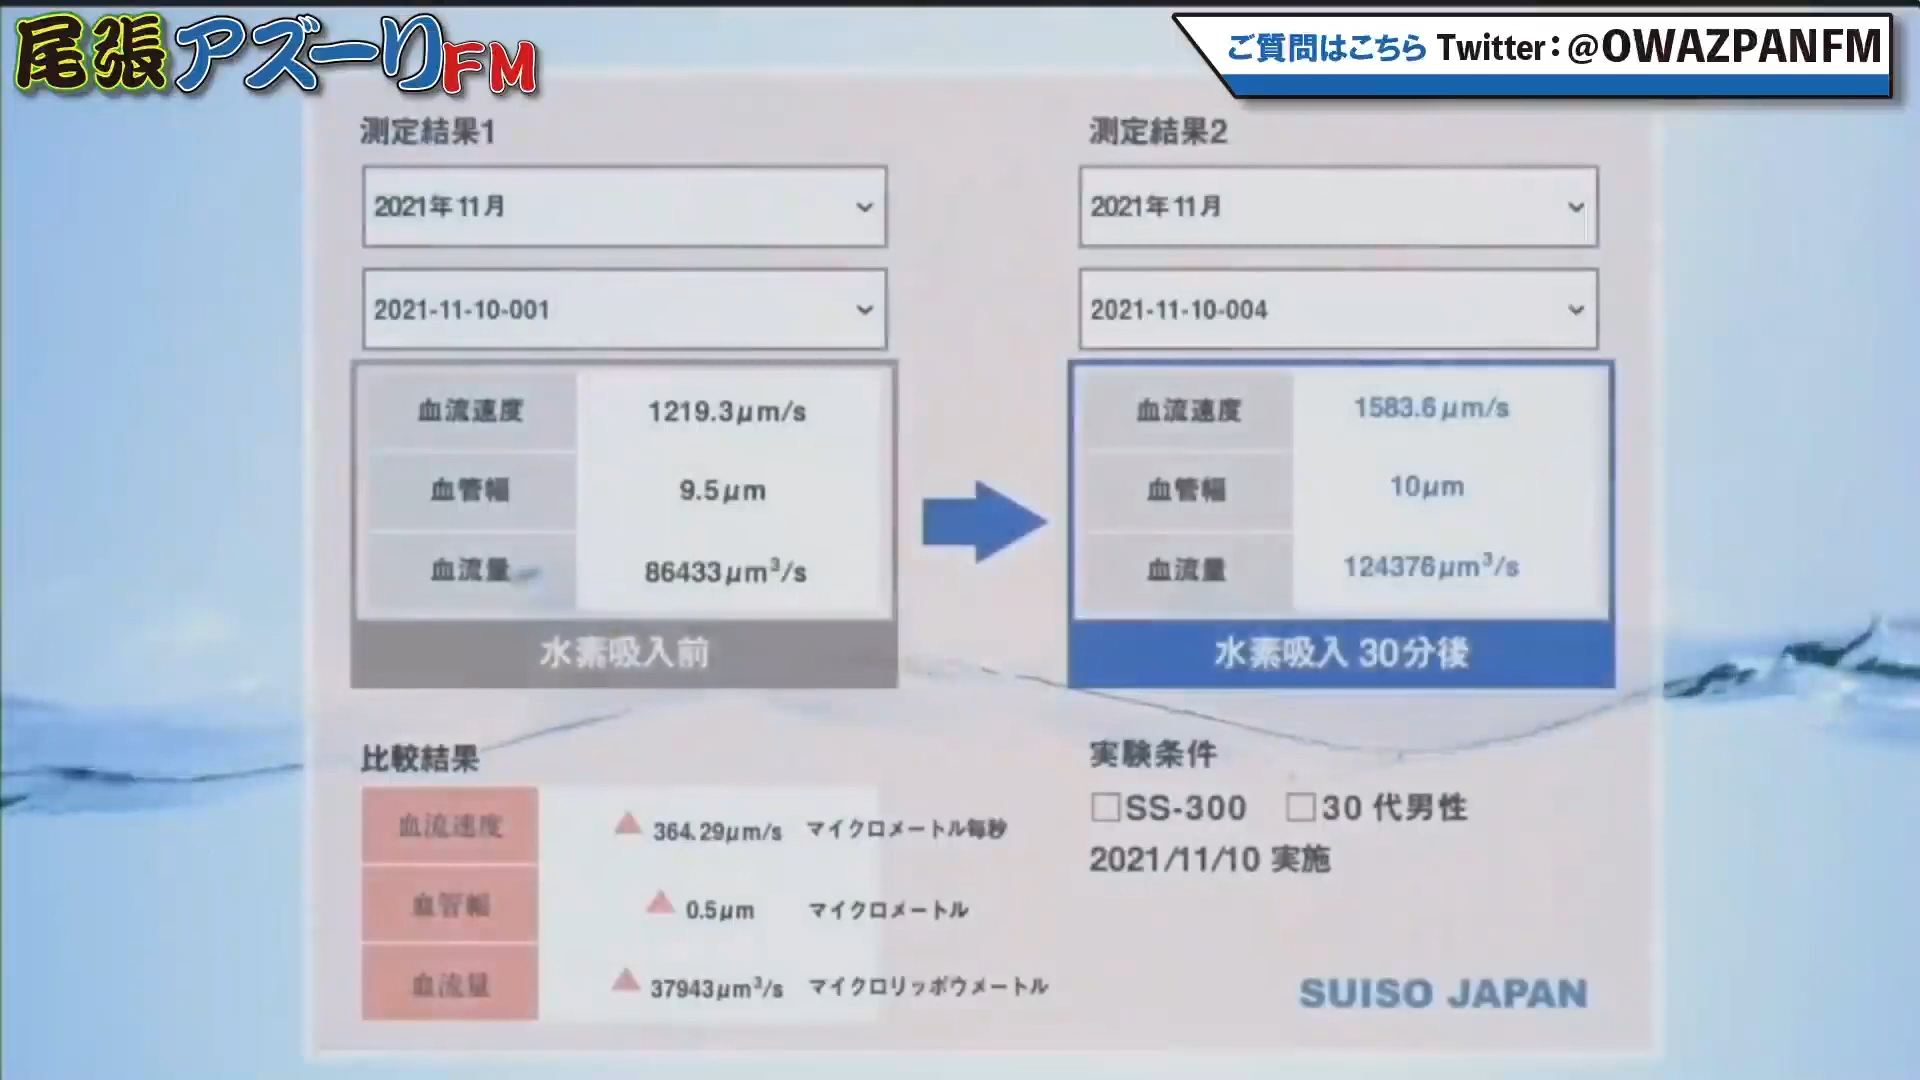 尾張アズーリFM
ご質問はこちら Twitter：@OWAZPANFM
測定結果1
2021年11月
2021-11-10-001
血流速度 1219.3μm/s
血管幅 9.5μm
血流量 86433μm³/s
水素吸入前
測定結果2
2021年11月
2021-11-10-004
血流速度 1583.6μm/s
血管幅 10μm
血流量 124376μm³/s
水素吸入 30分後
比較結果
血流速度 ▲ 364.29μm/s マイクロメートル毎秒
血管幅 ▲ 0.5μm マイクロメートル
血流量 ▲ 37943μm³/s マイクロリッポウメートル
実験条件
□SS-300 □30代男性
2021/11/10 実施
SUISO JAPAN